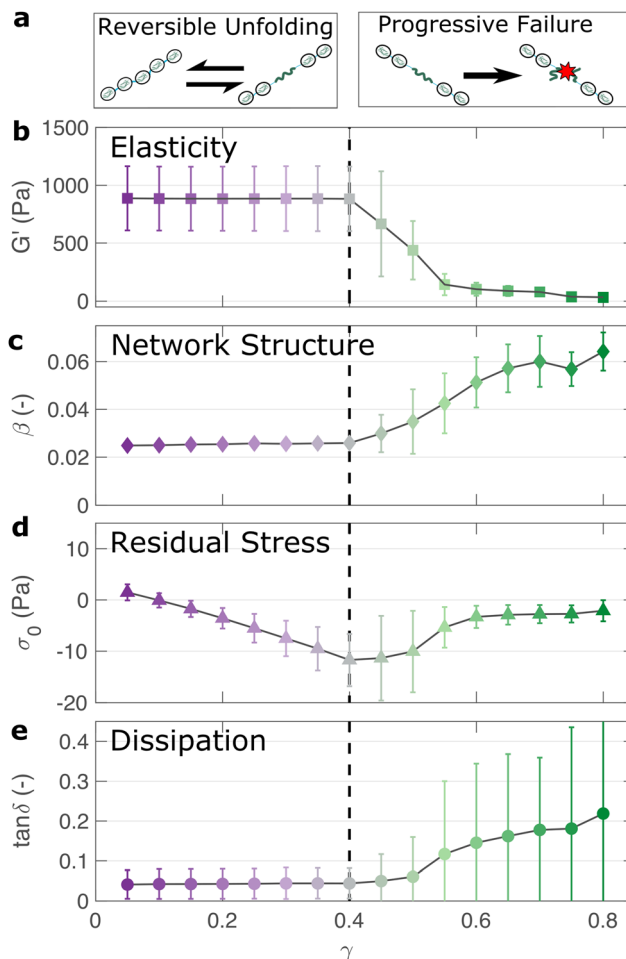 a
Reversible Unfolding
Progressive Failure
b
Elasticity
1500
1000
500
0
G' (Pa)
c
Network Structure
0.06
0.04
0.02
0
β (-)
d
Residual Stress
10
0
-10
-20
σ0 (Pa)
e
Dissipation
0.4
0.3
0.2
0.1
0
tanδ (-)
0 0.2 0.4 0.6 0.8
γ